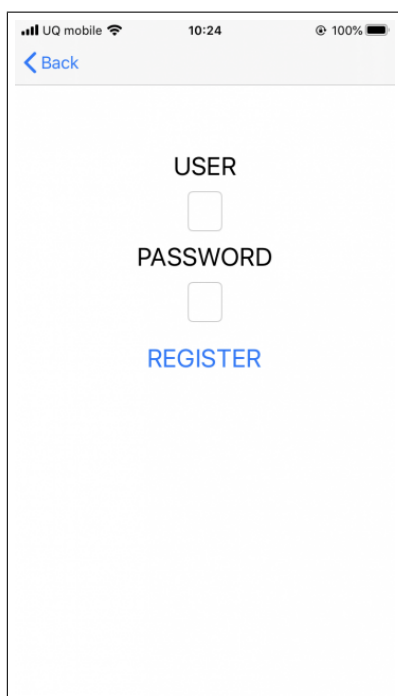 UQ mobile 10:24 100%
Back
USER
PASSWORD
REGISTER